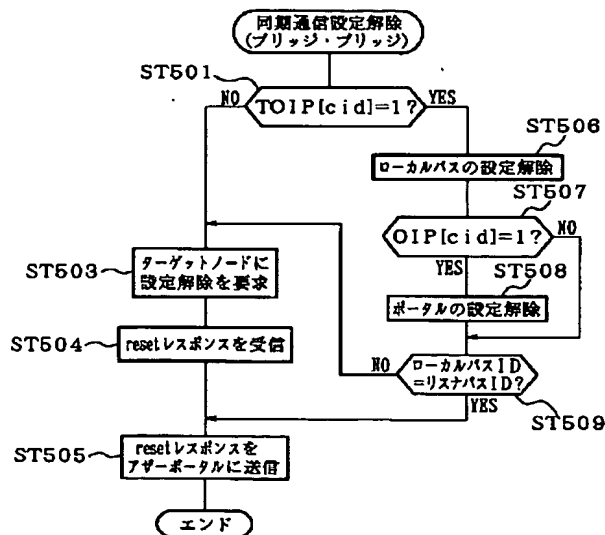 同期通信設定解除
(ブリッジ・ブリッジ)
ST501
TOIP[cid]=1?
NO
YES
ST506
ローカルバスの設定解除
ST507
OIP[cid]=1?
NO
YES
ST508
ポータルの設定解除
ST503
ターゲットノードに
設定解除を要求
ST504
resetレスポンスを受信
NO
ローカルバスID
=リスナバスID?
YES
ST509
ST505
resetレスポンスを
アザーポータルに送信
エンド